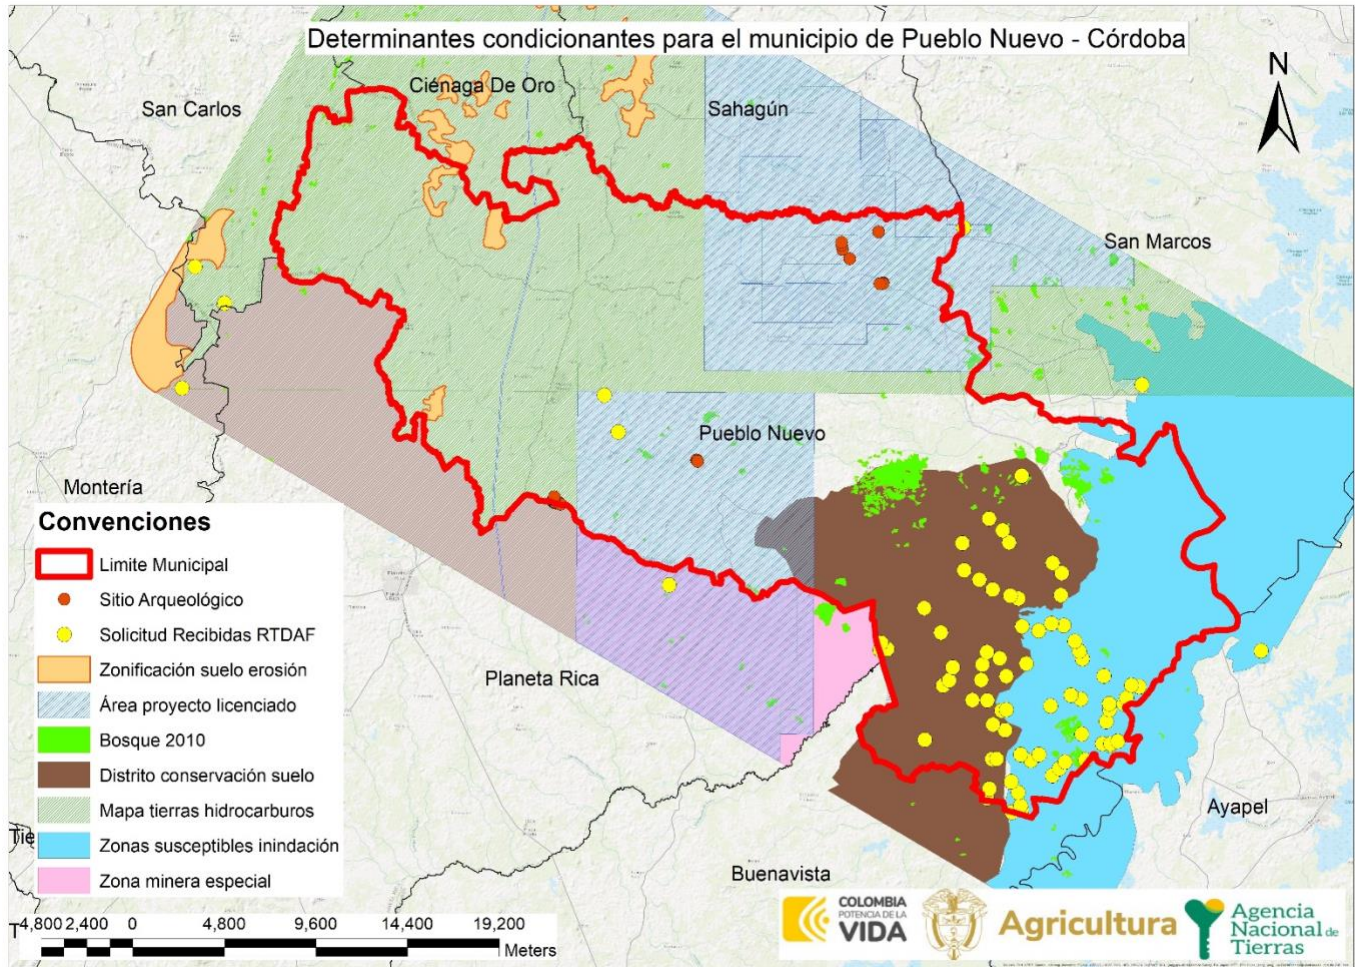 Determinantes condicionantes para el municipio de Pueblo Nuevo - Córdoba
N
Ciénaga De Oro
San Carlos
Sahagún
San Marcos
Pueblo Nuevo
Montería
Planeta Rica
Ayapel
Buenavista
Convenciones
Limite Municipal
Sitio Arqueológico
Solicitud Recibidas RTDAF
Zonificación suelo erosión
Área proyecto licenciado
Bosque 2010
Distrito conservación suelo
Mapa tierras hidrocarburos
Zonas susceptibles inindación
Zona minera especial
4,800 2,400 0 4,800 9,600 14,400 19,200
Meters
COLOMBIA
POTENCIA DE LA
VIDA
Agricultura
Agencia
Nacional de
Tierras